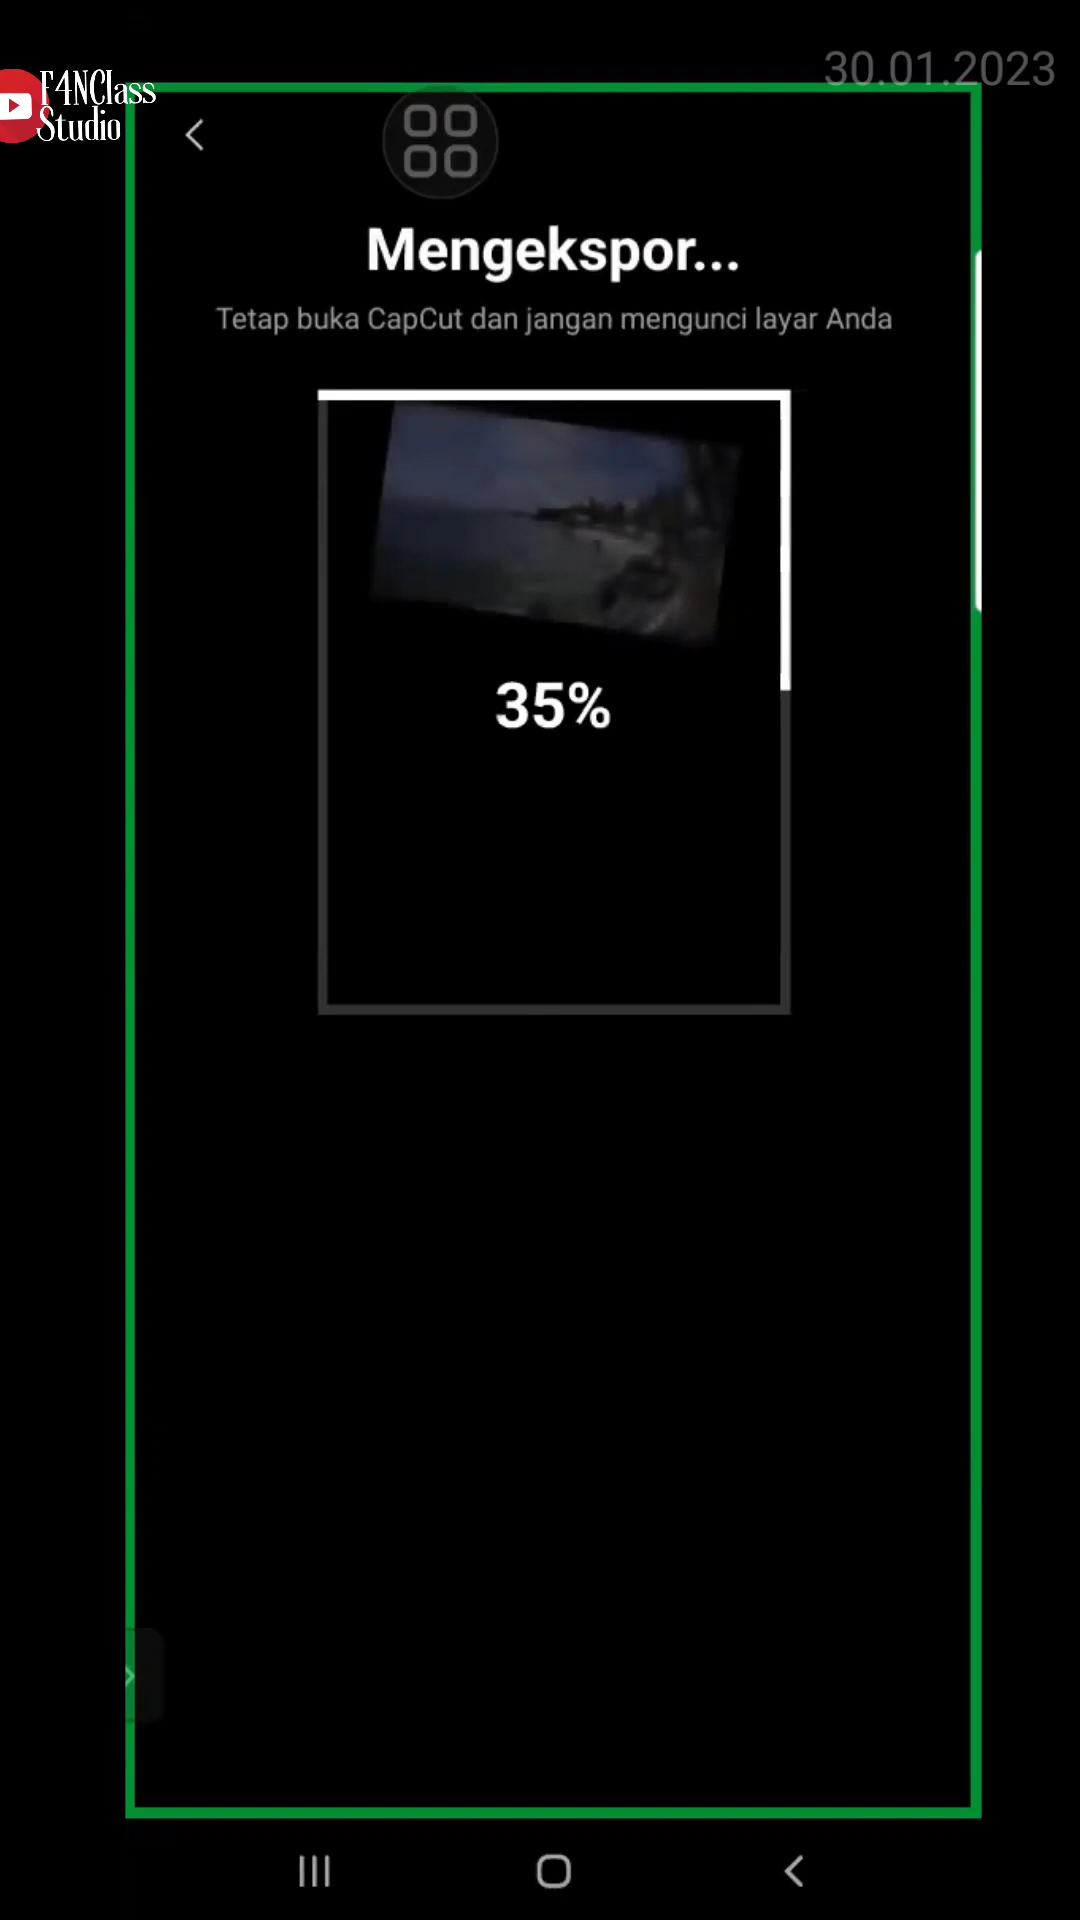 30.01.2023
F4NClass
Studio
Mengekspor...
Tetap buka CapCut dan jangan mengunci layar Anda
35%